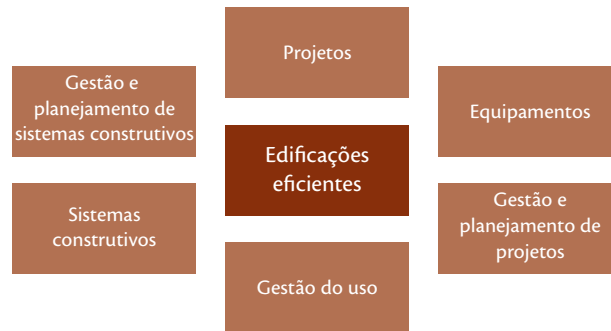 Projetos
Gestão e
planejamento de
sistemas construtivos
Equipamentos
Edificações
eficientes
Sistemas
construtivos
Gestão e
planejamento de
projetos
Gestão do uso